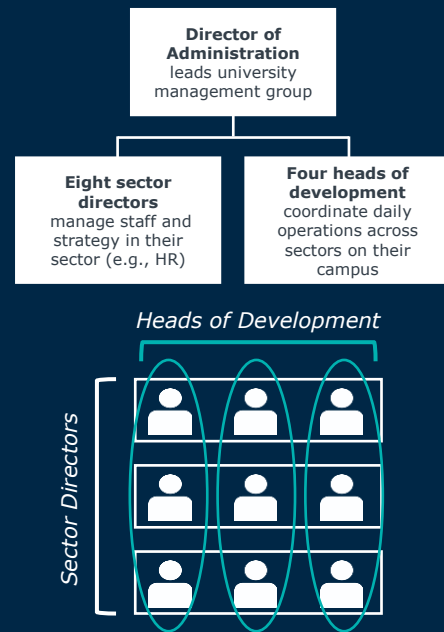 Director of
Administration
leads university
management group
Eight sector
directors
manage staff and
strategy in their
sector (e.g., HR)
Four heads of
development
coordinate daily
operations across
sectors on their
campus
Heads of Development
Sector Directors